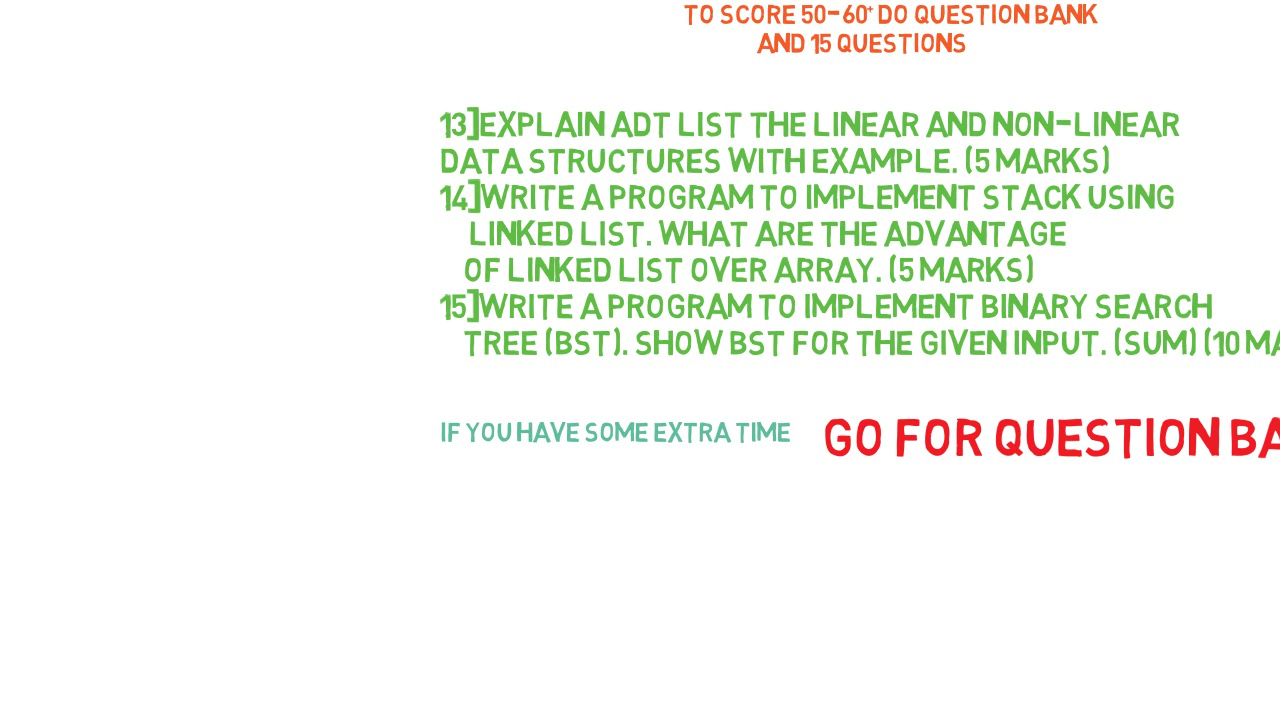 TO SCORE 50-60+ DO QUESTION BANK
AND 15 QUESTIONS
13]EXPLAIN ADT LIST THE LINEAR AND NON-LINEAR
DATA STRUCTURES WITH EXAMPLE. (5 MARKS)
14]WRITE A PROGRAM TO IMPLEMENT STACK USING
LINKED LIST. WHAT ARE THE ADVANTAGE
OF LINKED LIST OVER ARRAY. (5 MARKS)
15]WRITE A PROGRAM TO IMPLEMENT BINARY SEARCH
TREE (BST). SHOW BST FOR THE GIVEN INPUT. (SUM) (10
IF YOU HAVE SOME EXTRA TIME GO FOR QUESTION